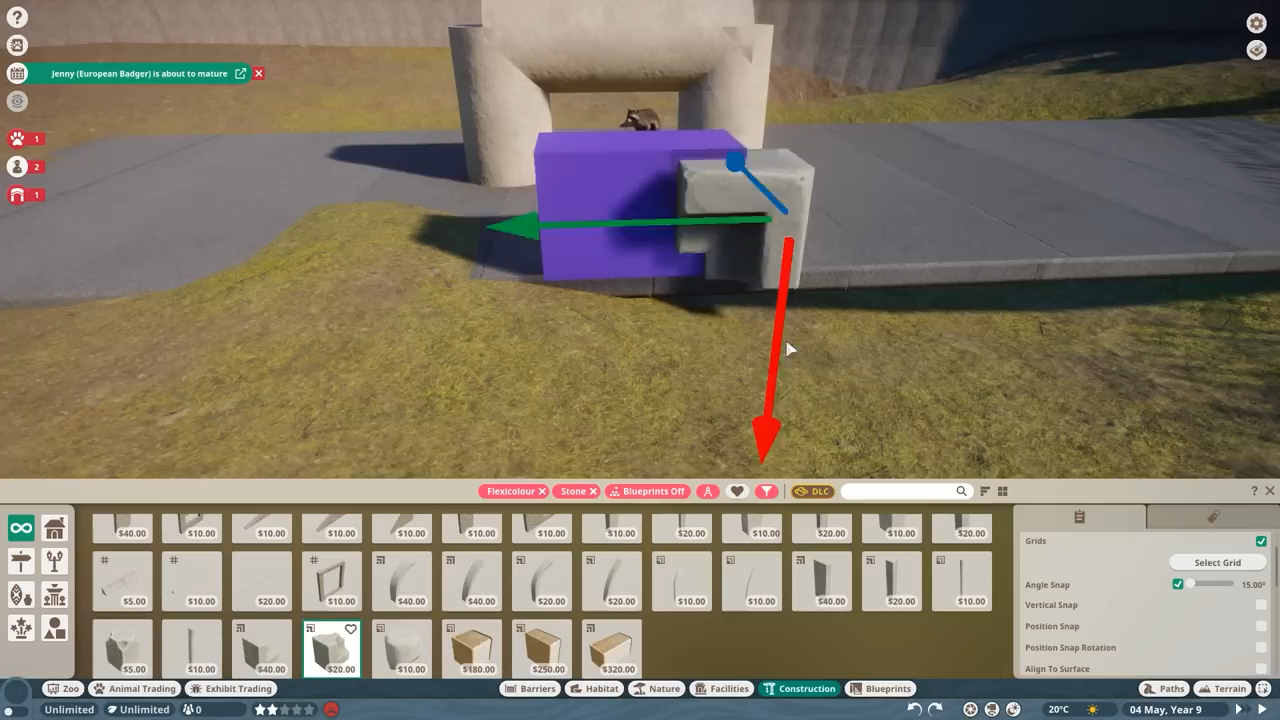 ?
Jenny (European Badger) is about to mature
1
2
1
Flexicolour
Stone
Blueprints Off
DLC
?
$40.00 $10.00 $10.00 $10.00 $10.00 $10.00 $10.00 $10.00 $20.00 $10.00 $20.00 $10.00 $20.00
$5.00 $10.00 $20.00 $10.00 $40.00 $40.00 $20.00 $20.00 $10.00 $10.00 $40.00 $20.00 $10.00
$5.00 $10.00 $40.00 $20.00 $10.00 $180.00 $250.00 $320.00
Grids
Select Grid
Angle Snap 15.00°
Vertical Snap
Position Snap
Position Snap Rotation
Align To Surface
Zoo Animal Trading Exhibit Trading Barriers Habitat Nature Facilities Construction Blueprints Paths Terrain
Unlimited Unlimited 0 20°C 04 May, Year 9